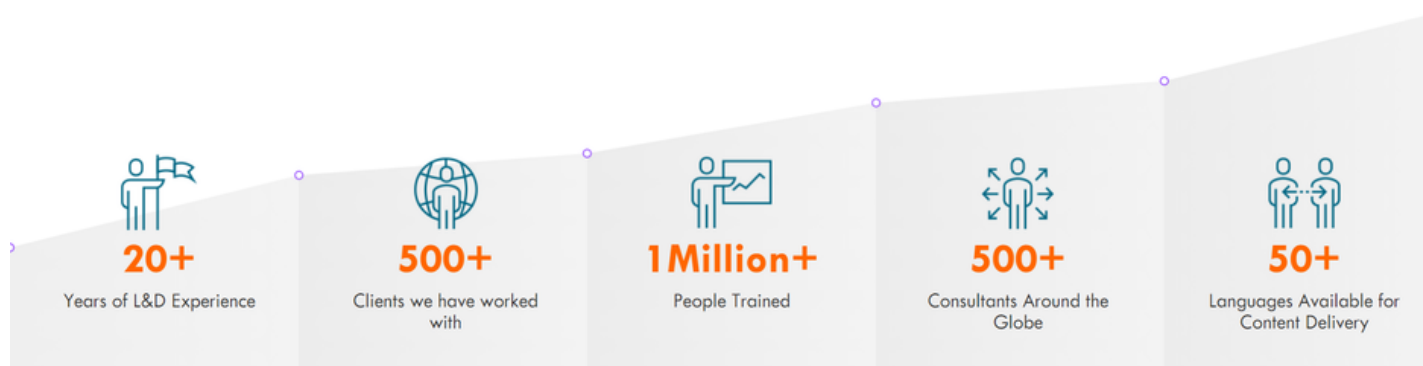 20+
Years of L&D Experience
500+
Clients we have worked
with
1Million+
People Trained
500+
Consultants Around the
Globe
50+
Languages Available for
Content Delivery